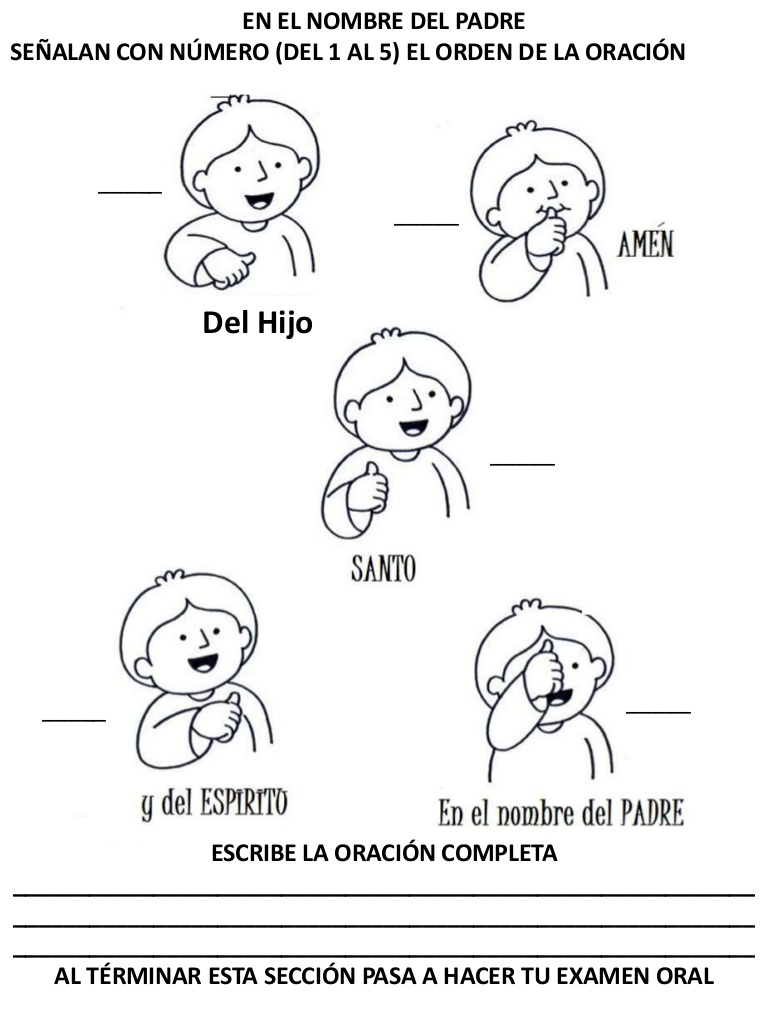 EN EL NOMBRE DEL PADRE
SEÑALAN CON NÚMERO (DEL 1 AL 5) EL ORDEN DE LA ORACIÓN
AMÉN
Del Hijo
SANTO
y del ESPIRITU
En el nombre del PADRE
ESCRIBE LA ORACIÓN COMPLETA
AL TÉRMINAR ESTA SECCIÓN PASA A HACER TU EXAMEN ORAL